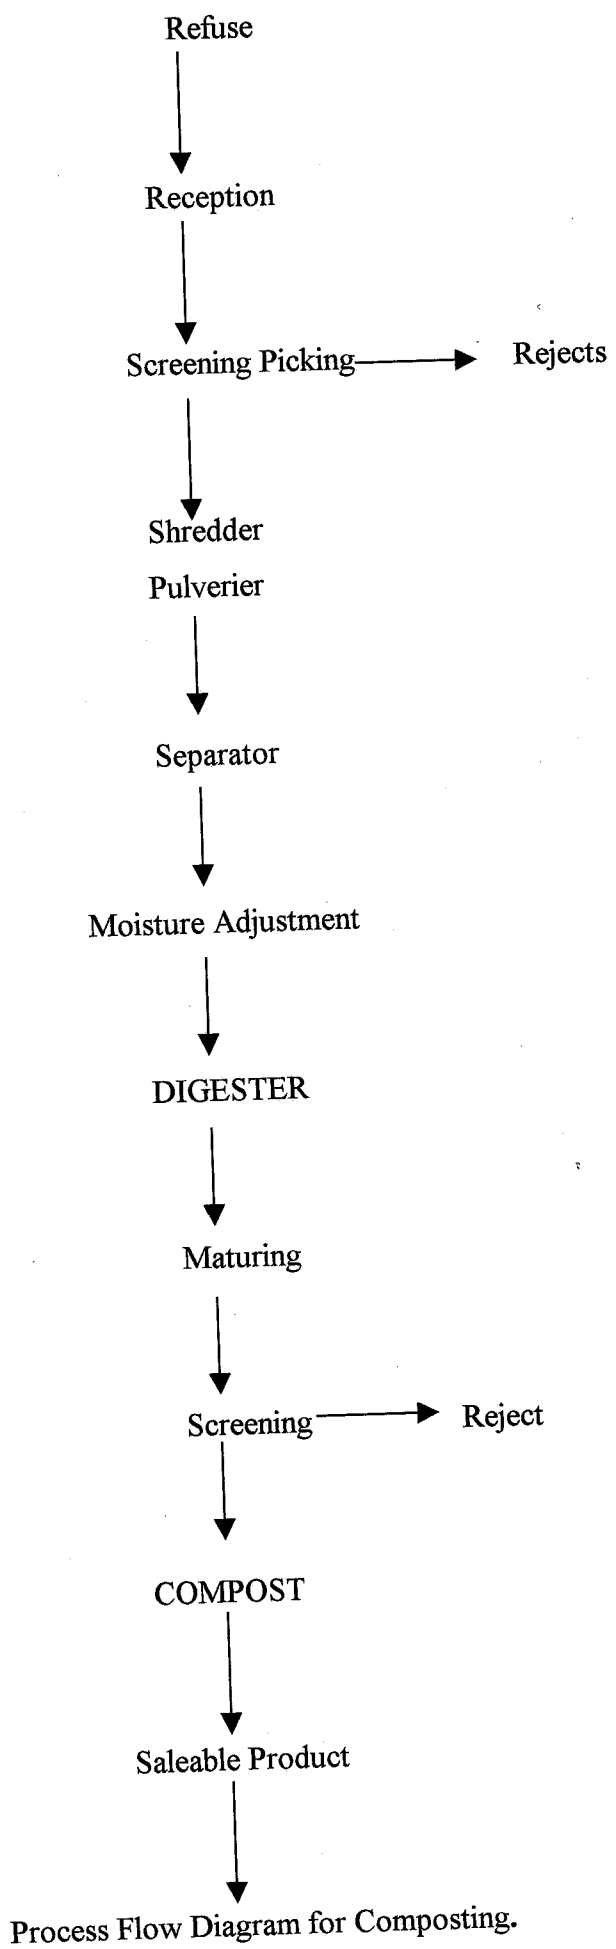 Refuse
Reception
Screening Picking
Rejects
Shredder
Pulverier
Separator
Moisture Adjustment
DIGESTER
Maturing
Screening
Reject
COMPOST
Saleable Product
Process Flow Diagram for Composting.